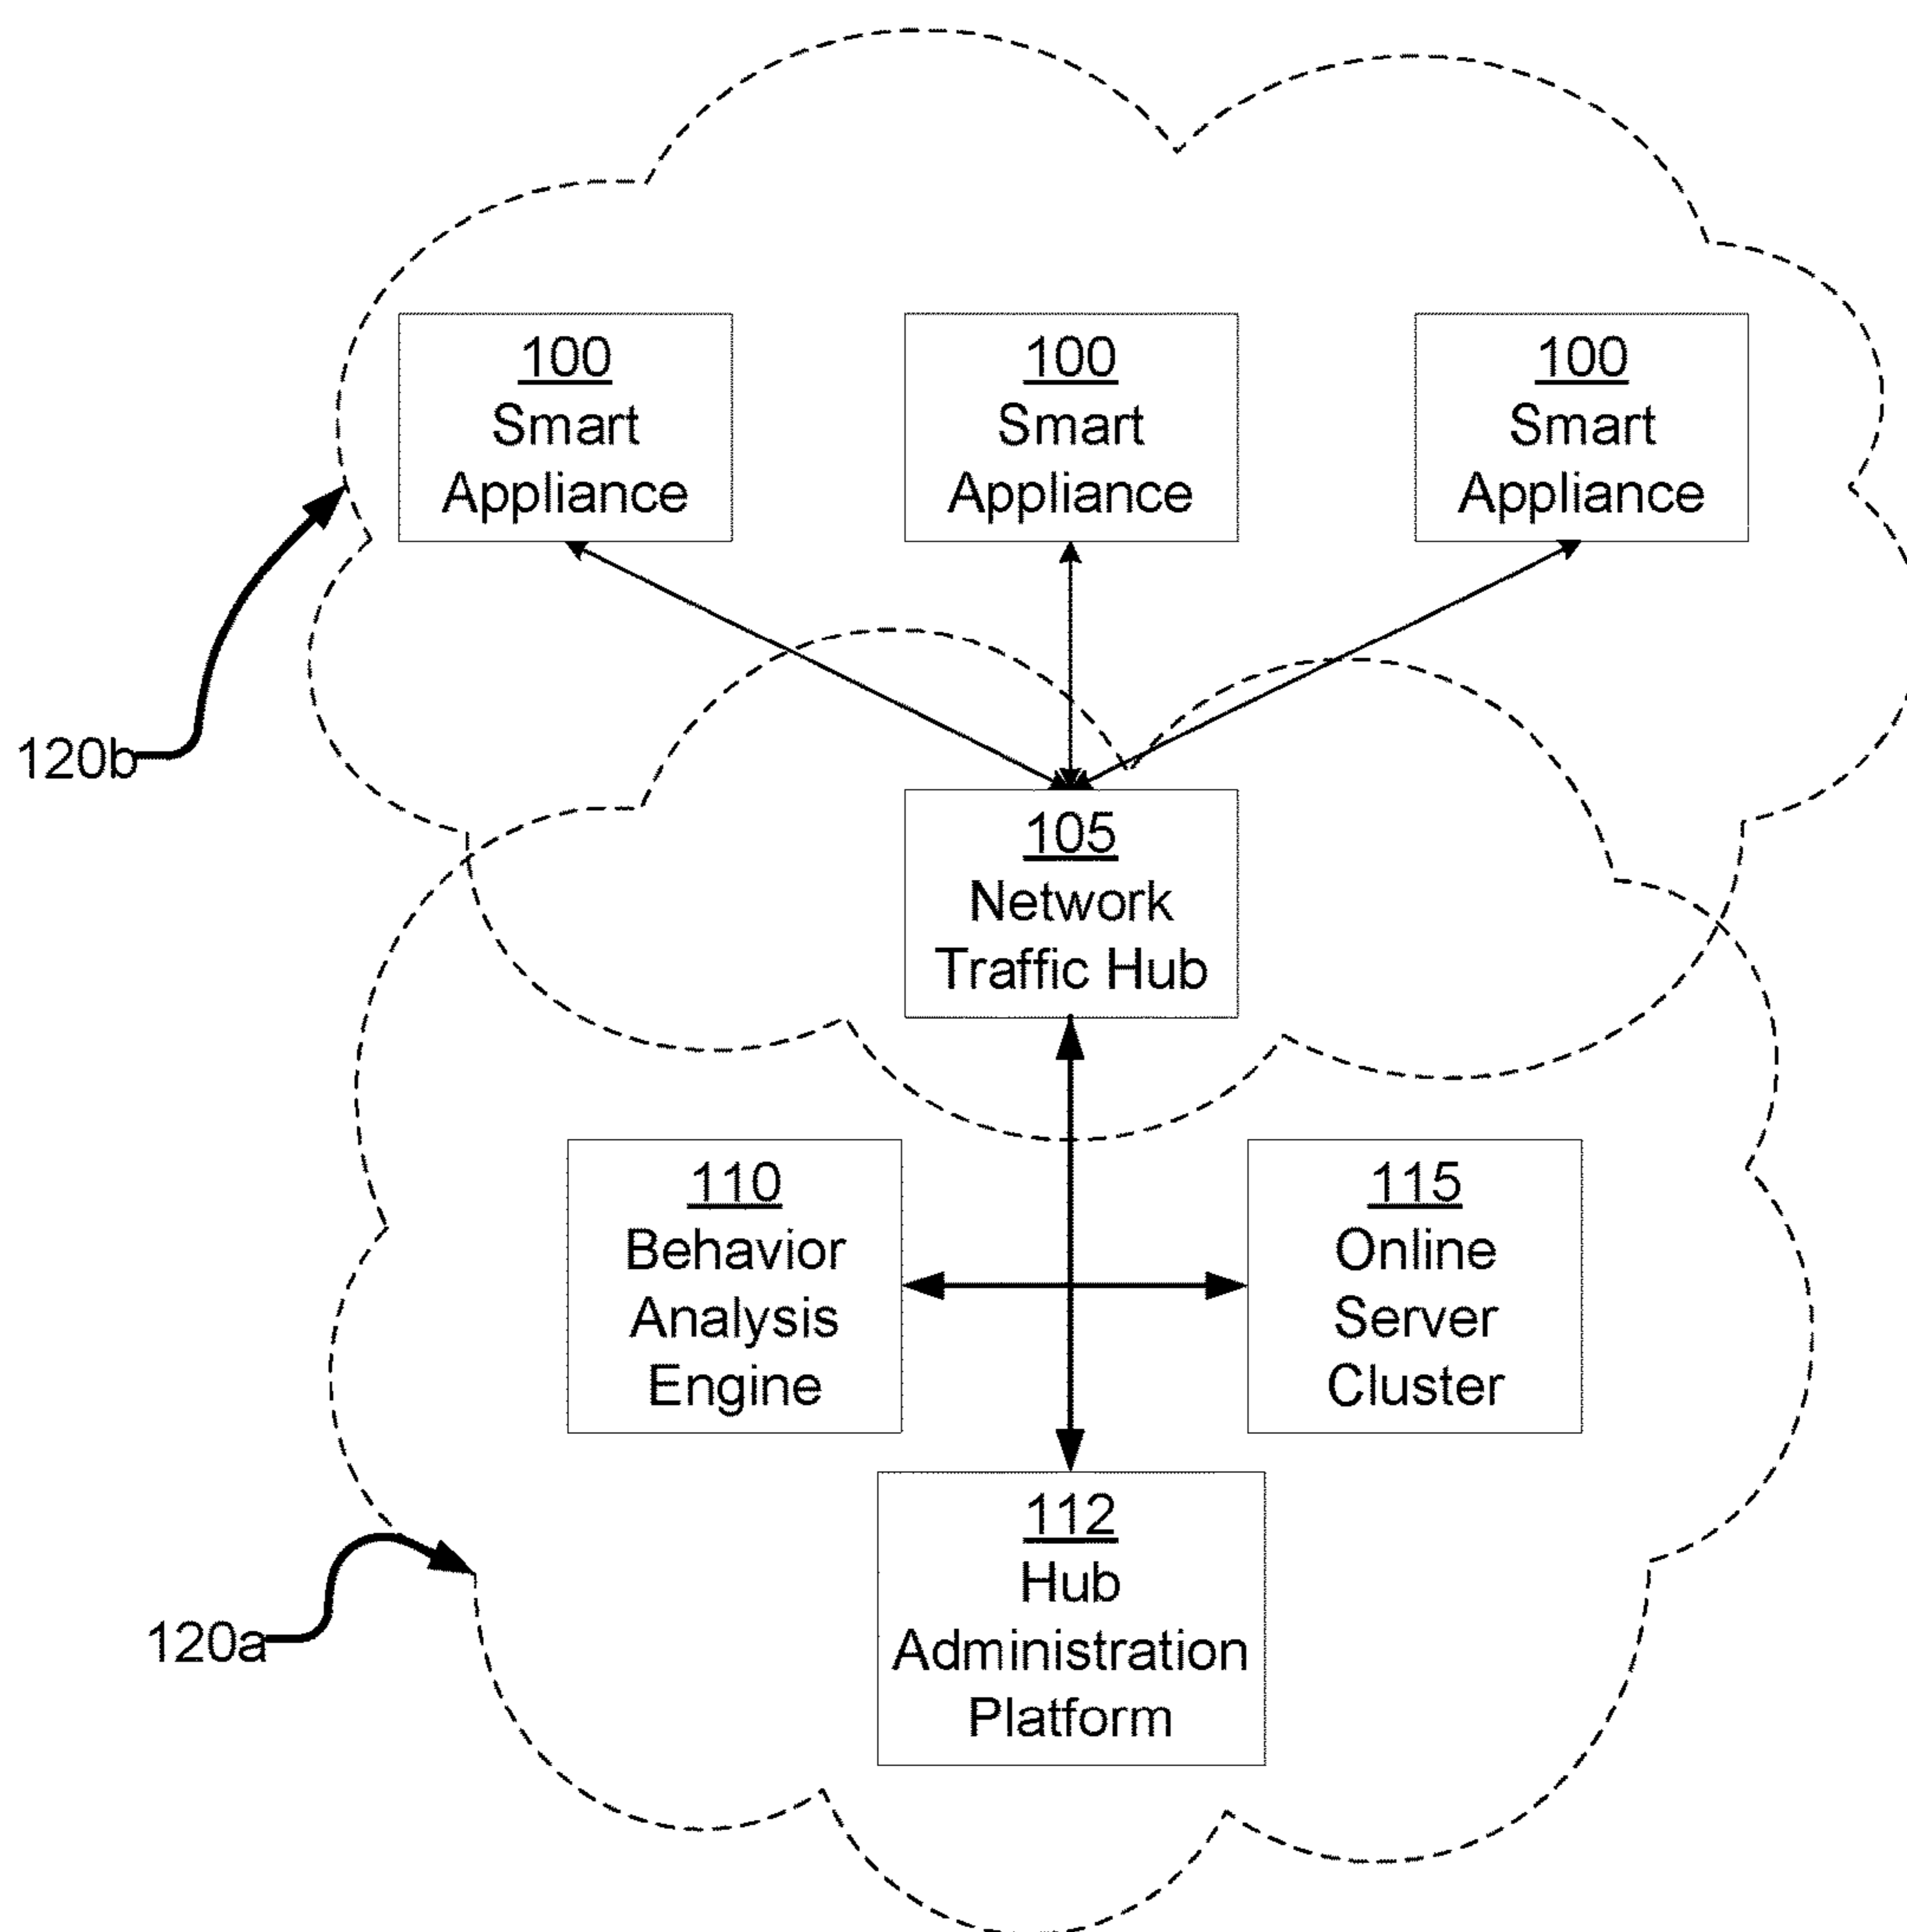 100
Smart
Appliance
100
Smart
Appliance
100
Smart
Appliance
120b
105
Network
Traffic Hub
110
Behavior
Analysis
Engine
115
Online
Server
Cluster
112
Hub
Administration
Platform
120a